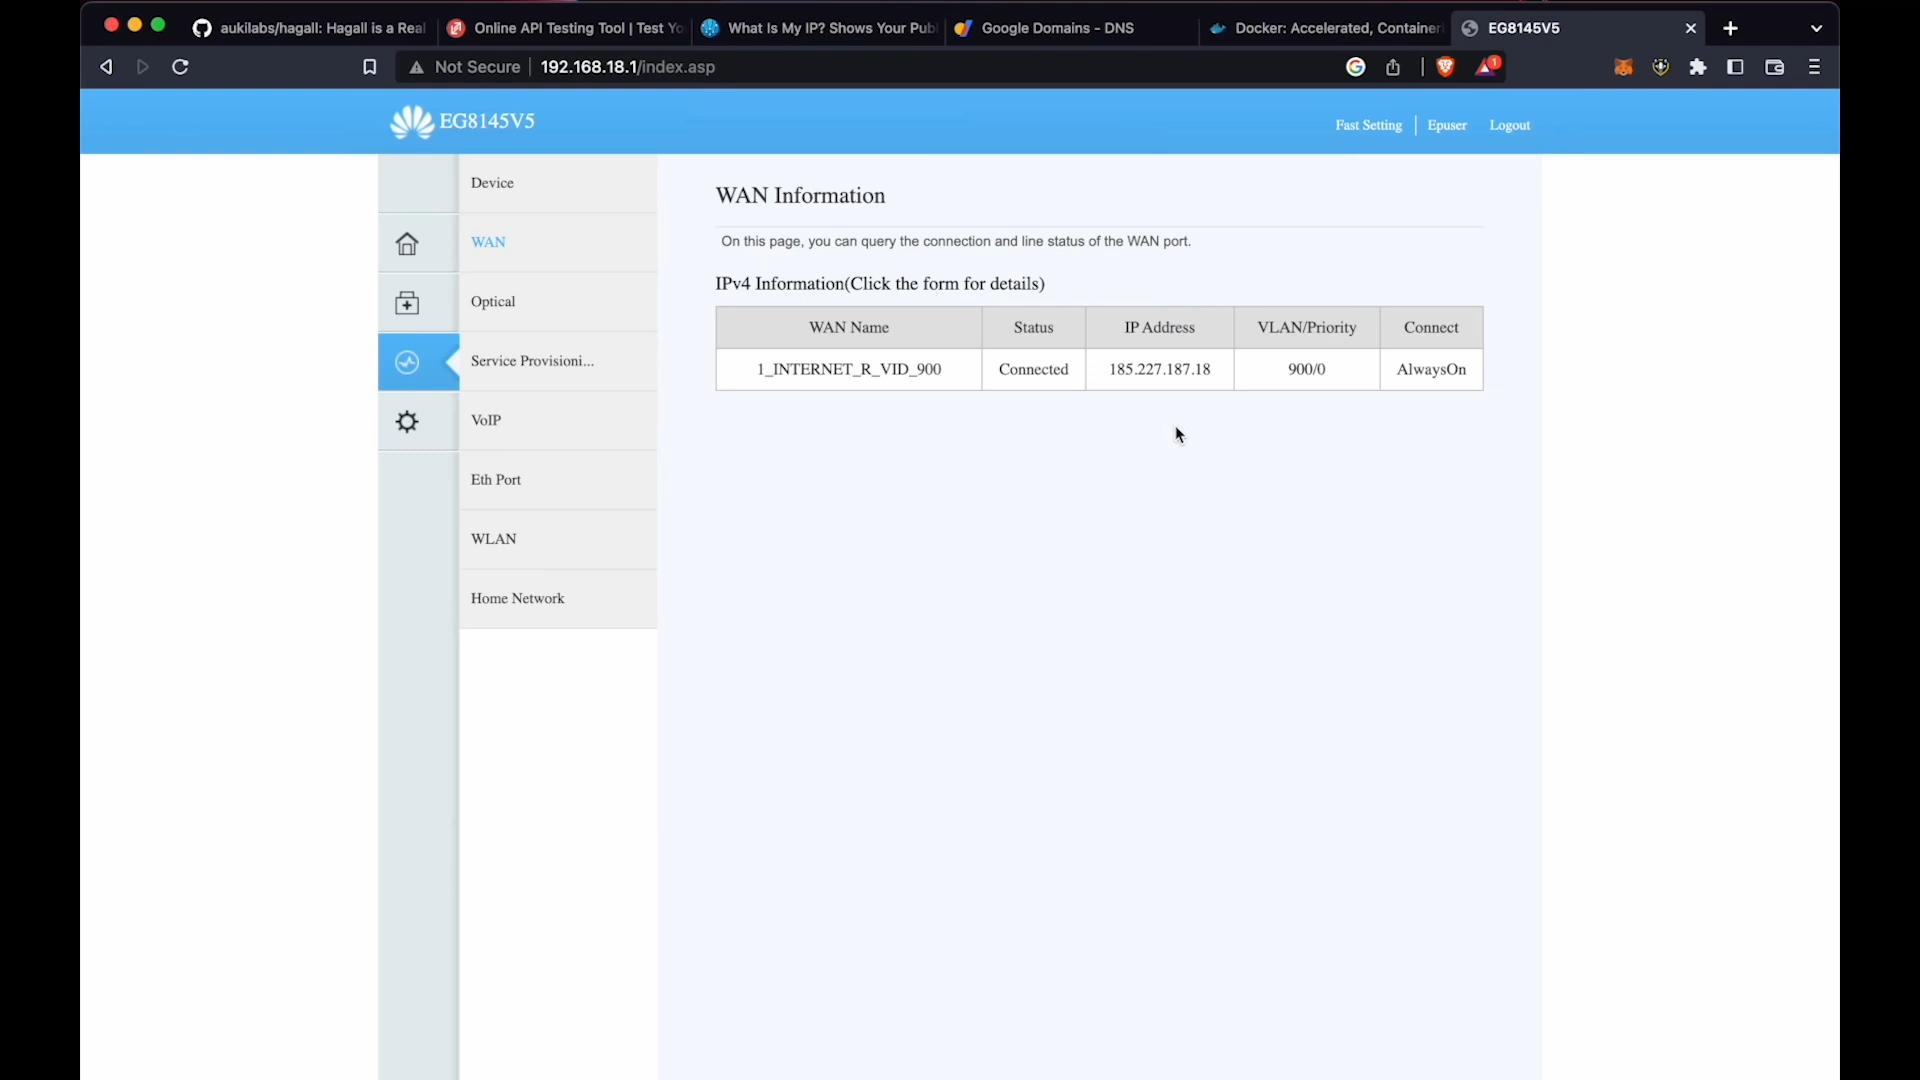 aukilabs/hagall: Hagall is a Real
Online API Testing Tool | Test Yo
What Is My IP? Shows Your Publ
Google Domains - DNS
Docker: Accelerated, Container
EG8145V5
Not Secure
192.168.18.1/index.asp
1
EG8145V5
Fast Setting
Epuser
Logout
Device
WAN
Optical
Service Provisioni...
VoIP
Eth Port
WLAN
Home Network
WAN Information
On this page, you can query the connection and line status of the WAN port.
IPv4 Information(Click the form for details)
WAN Name Status IP Address VLAN/Priority Connect
1_INTERNET_R_VID_900 Connected 185.227.187.18 900/0 AlwaysOn